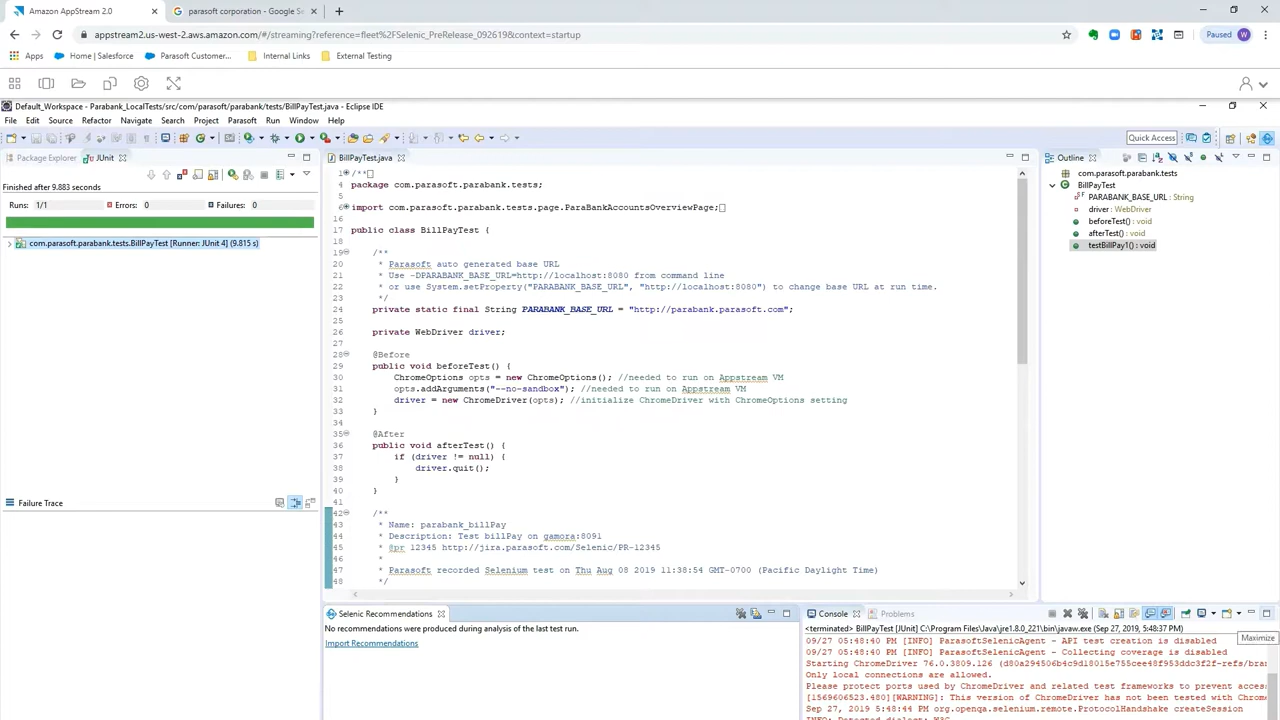 Amazon AppStream 2.0
parasoft corporation - Google Se
appstream2.us-west-2.aws.amazon.com/#/streaming?reference=fleet%2FSelenic_PreRelease_092619&context=startup
Paused
W
Apps
Home | Salesforce
Parasoft Customer...
Internal Links
External Testing
Default_Workspace - Parabank_LocalTests/src/com/parasoft/parabank/tests/BillPayTest.java - Eclipse IDE
File Edit Source Refactor Navigate Search Project Parasoft Run Window Help
Quick Access
Package Explorer
JUnit
Finished after 9.883 seconds
Runs: 1/1 Errors: 0 Failures: 0
com.parasoft.parabank.tests.BillPayTest [Runner: JUnit 4] (9.815 s)
Failure Trace
BillPayTest.java
1 /**
4 package com.parasoft.parabank.tests;
5
6 import com.parasoft.parabank.tests.page.ParaBankAccountsOverviewPage;
16
17 public class BillPayTest {
18
19 /**
20 * Parasoft auto generated base URL
21 * Use -DPARABANK_BASE_URL=http://localhost:8080 from command line
22 * or use System.setProperty("PARABANK_BASE_URL", "http://localhost:8080") to change base URL at run time.
23 */
24 private static final String PARABANK_BASE_URL = "http://parabank.parasoft.com";
25
26 private WebDriver driver;
27
28 @Before
29 public void beforeTest() {
30 ChromeOptions opts = new ChromeOptions(); //needed to run on Appstream VM
31 opts.addArguments("--no-sandbox"); //needed to run on Appstream VM
32 driver = new ChromeDriver(opts); //initialize ChromeDriver with ChromeOptions setting
33 }
34
35 @After
36 public void afterTest() {
37 if (driver != null) {
38 driver.quit();
39 }
40 }
41
42 /**
43 * Name: parabank_billPay
44 * Description: Test billPay on gamora:8091
45 * @pr 12345 http://jira.parasoft.com/Selenic/PR-12345
46 *
47 * Parasoft recorded Selenium test on Thu Aug 08 2019 11:38:54 GMT-0700 (Pacific Daylight Time)
48 */
Outline
com.parasoft.parabank.tests
BillPayTest
PARABANK_BASE_URL : String
driver : WebDriver
beforeTest() : void
afterTest() : void
testBillPay1() : void
Selenic Recommendations
No recommendations were produced during analysis of the last test run.
Import Recommendations
Console
Problems
<terminated> BillPayTest [JUnit] C:\Program Files\Java\jre1.8.0_221\bin\javaw.exe (Sep 27, 2019, 5:48:37 PM)
Maximize
09/27 05:48:40 PM [INFO] ParasoftSelenicAgent - API test creation is disabled
09/27 05:48:40 PM [INFO] ParasoftSelenicAgent - Collecting coverage is disabled
Starting ChromeDriver 76.0.3809.126 (d80a294506b4c9d18015e755cee48f953ddc3f2f-refs/bran
Only local connections are allowed.
Please protect ports used by ChromeDriver and related test frameworks to prevent acces
[1569606523.480][WARNING]: This version of ChromeDriver has not been tested with Chrom
Sep 27, 2019 5:48:44 PM org.openqa.selenium.remote.ProtocolHandshake createSession
INFO: Detected dialect: W3C